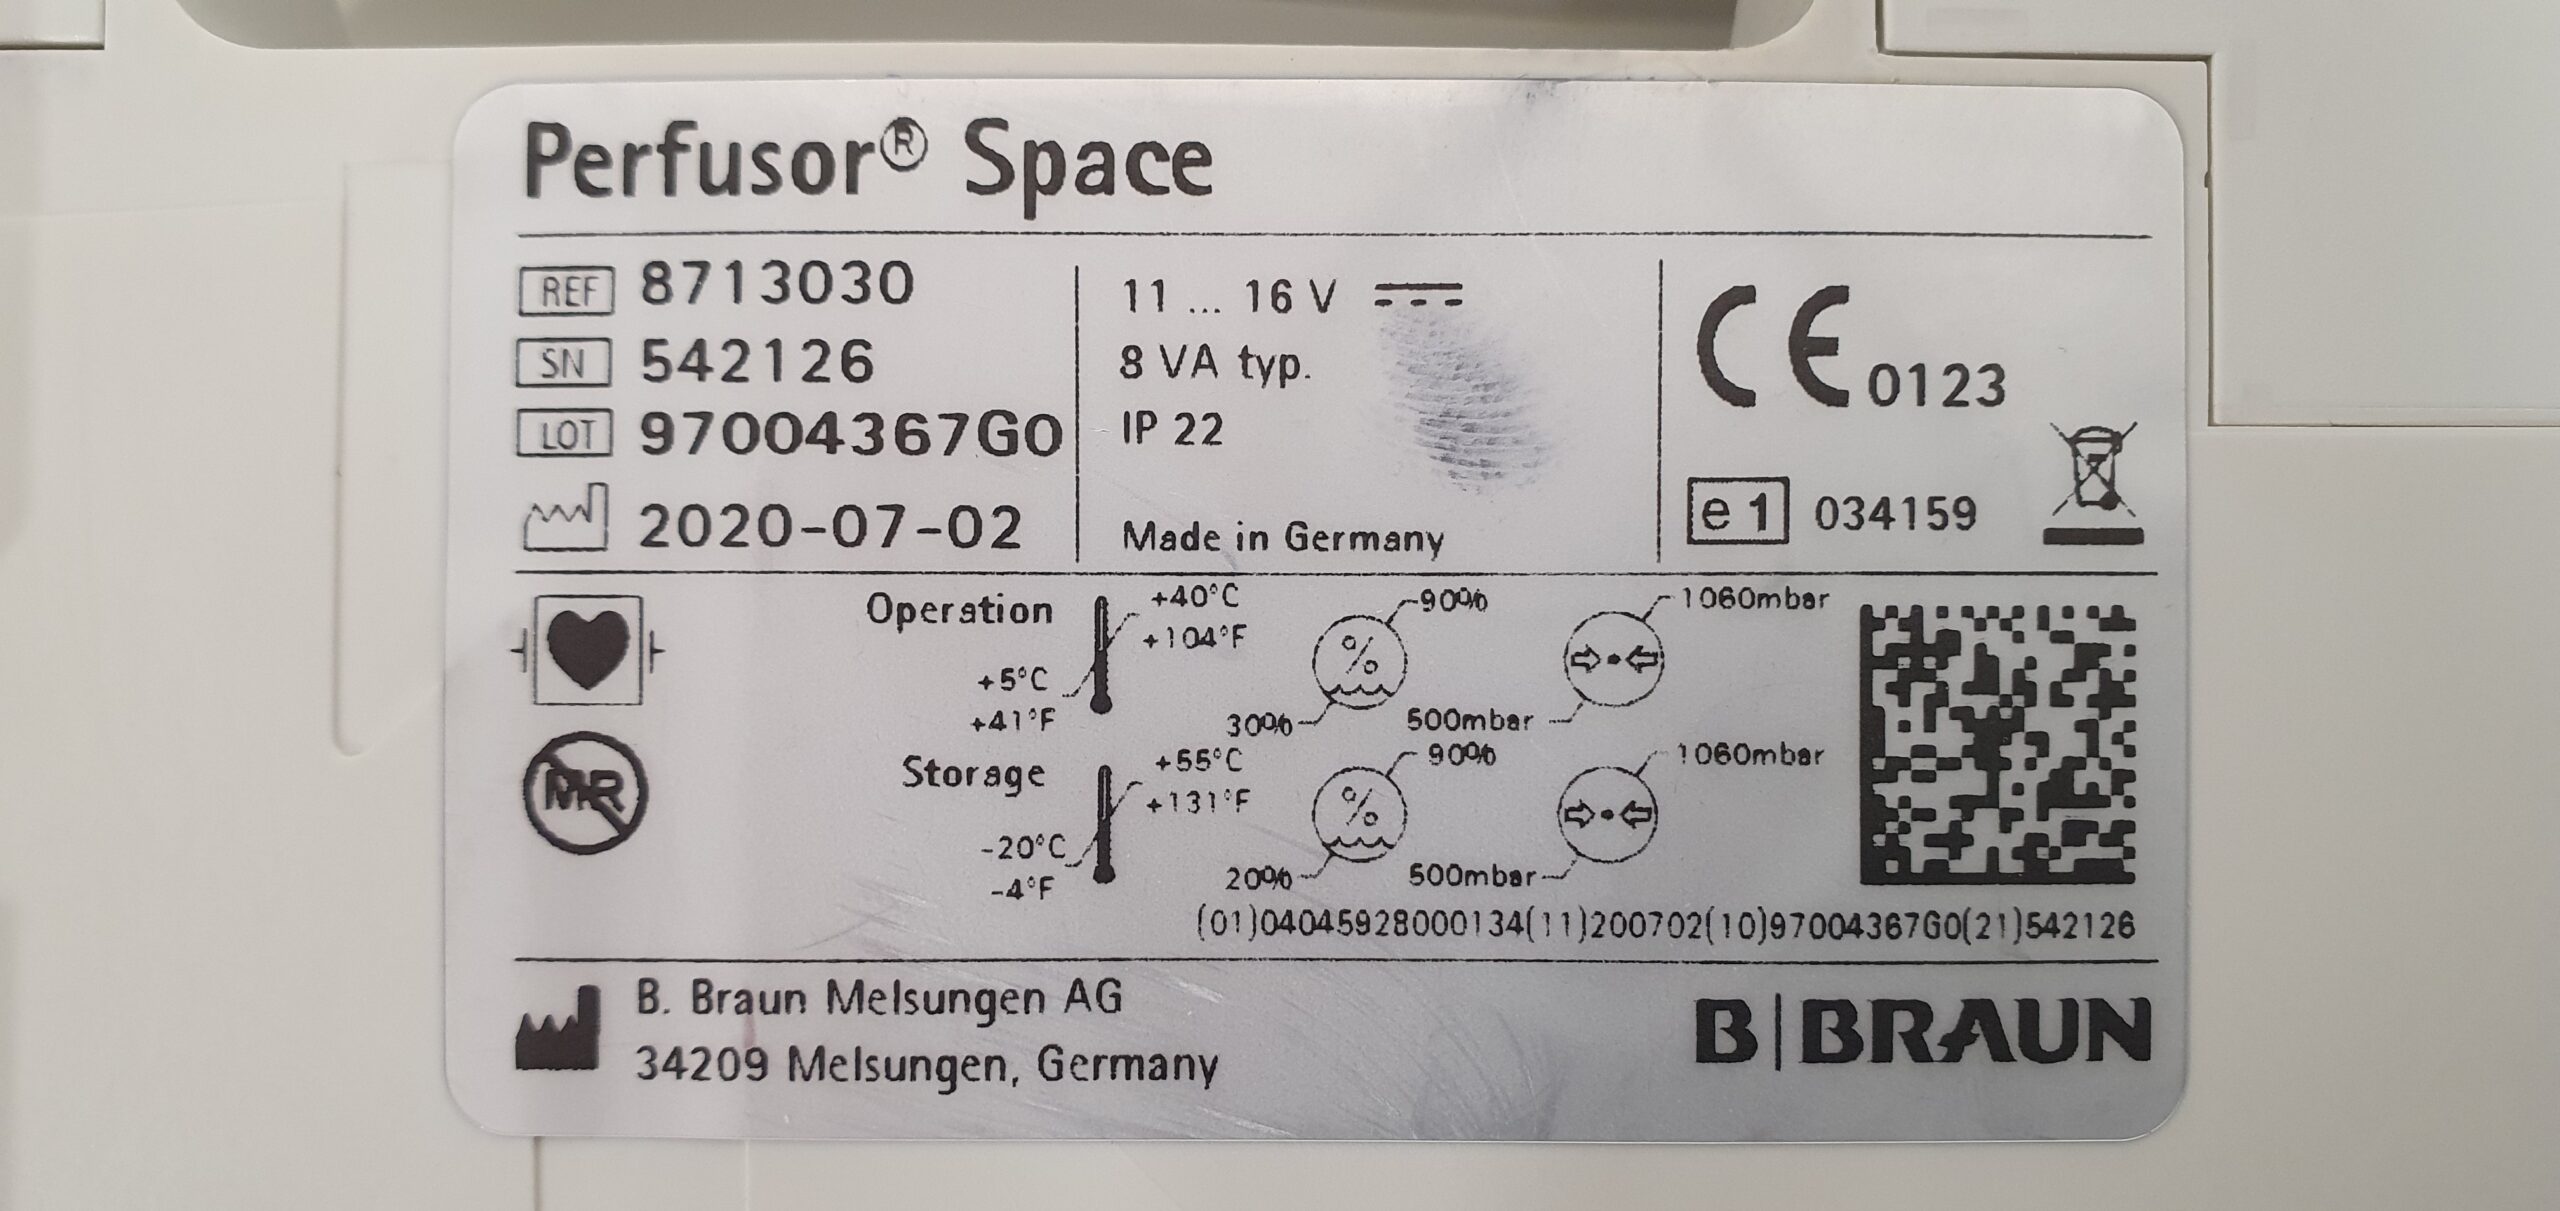 Perfusor® Space
REF 8713030
SN 542126
LOT 97004367G0
2020-07-02
11 ... 16 V
8 VA typ.
IP 22
Made in Germany
CE 0123
e1 034159
Operation
+40°C
+104°F
+5°C
+41°F
%
90%
30%
1060mbar
500mbar
MR
Storage
+55°C
+131°F
-20°C
-4°F
%
90%
20%
1060mbar
500mbar
(01)04045928000134(11)200702(10)97004367G0(21)542126
B. Braun Melsungen AG
34209 Melsungen, Germany
B|BRAUN